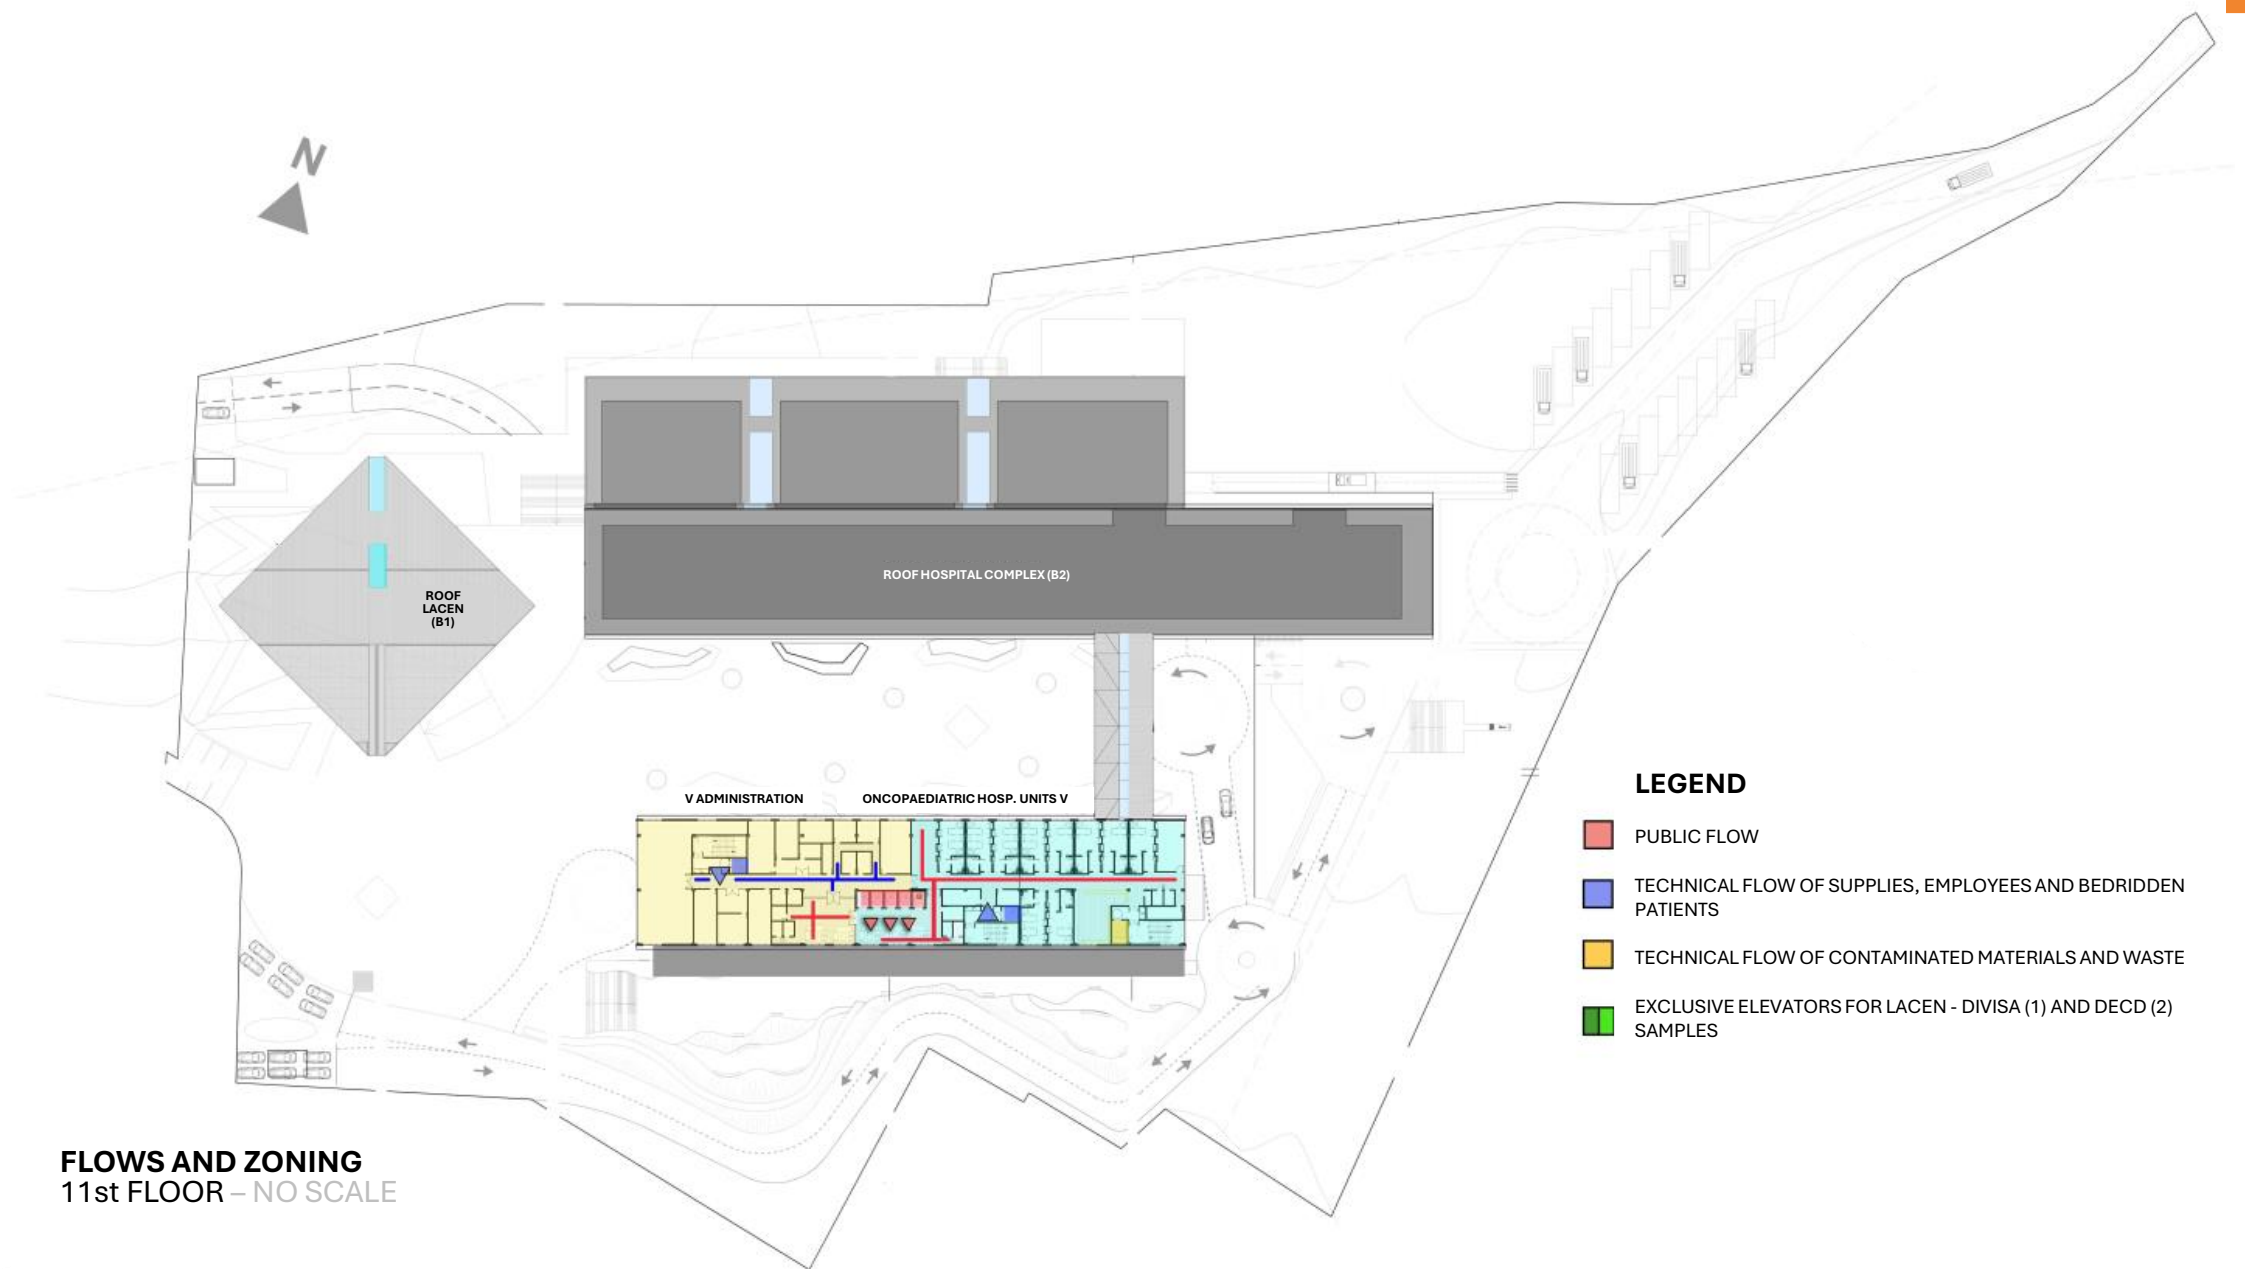 N
ROOF HOSPITAL COMPLEX (B2)
ROOF
LACEN
(B1)
V ADMINISTRATION
ONCOPAEDIATRIC HOSP. UNITS V
LEGEND
PUBLIC FLOW
TECHNICAL FLOW OF SUPPLIES, EMPLOYEES AND BEDRIDDEN
PATIENTS
TECHNICAL FLOW OF CONTAMINATED MATERIALS AND WASTE
EXCLUSIVE ELEVATORS FOR LACEN - DIVISA (1) AND DECD (2)
SAMPLES
FLOWS AND ZONING
11st FLOOR – NO SCALE